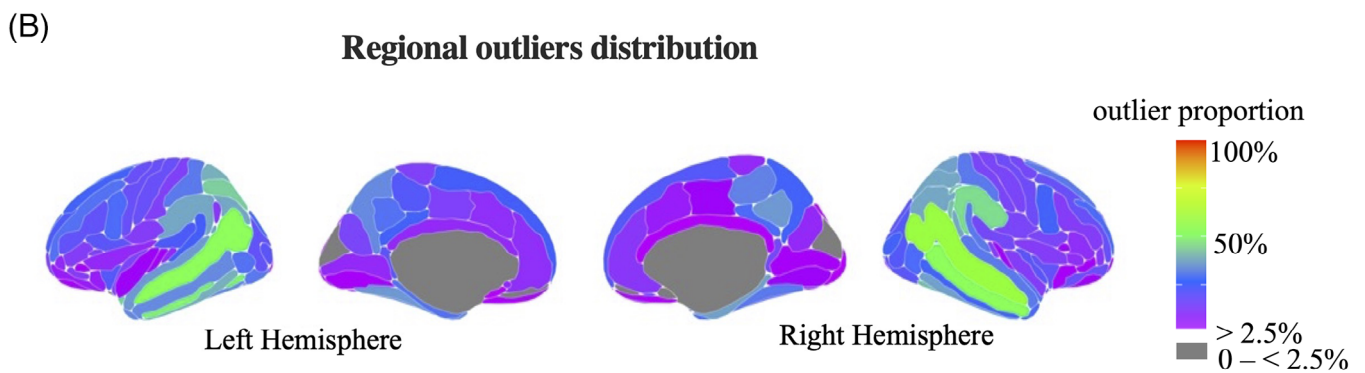 (B)
Regional outliers distribution
outlier proportion
100%
50%
> 2.5%
0 – < 2.5%
Left Hemisphere
Right Hemisphere